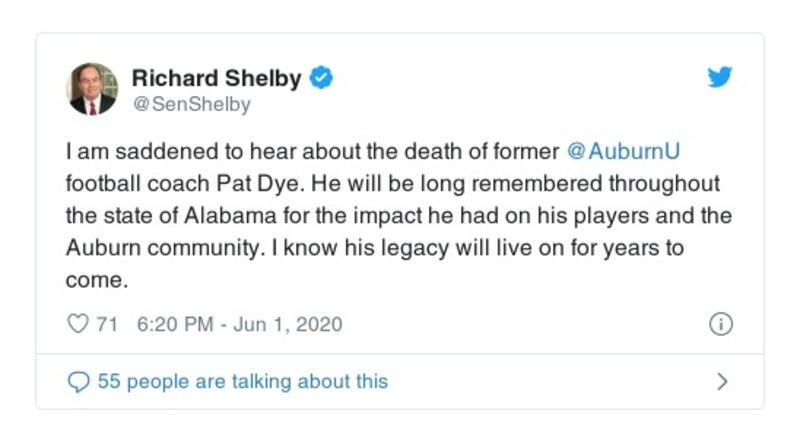 Richard Shelby
@SenShelby
I am saddened to hear about the death of former @AuburnU
football coach Pat Dye. He will be long remembered throughout
the state of Alabama for the impact he had on his players and the
Auburn community. I know his legacy will live on for years to
come.
71 6:20 PM - Jun 1, 2020
55 people are talking about this